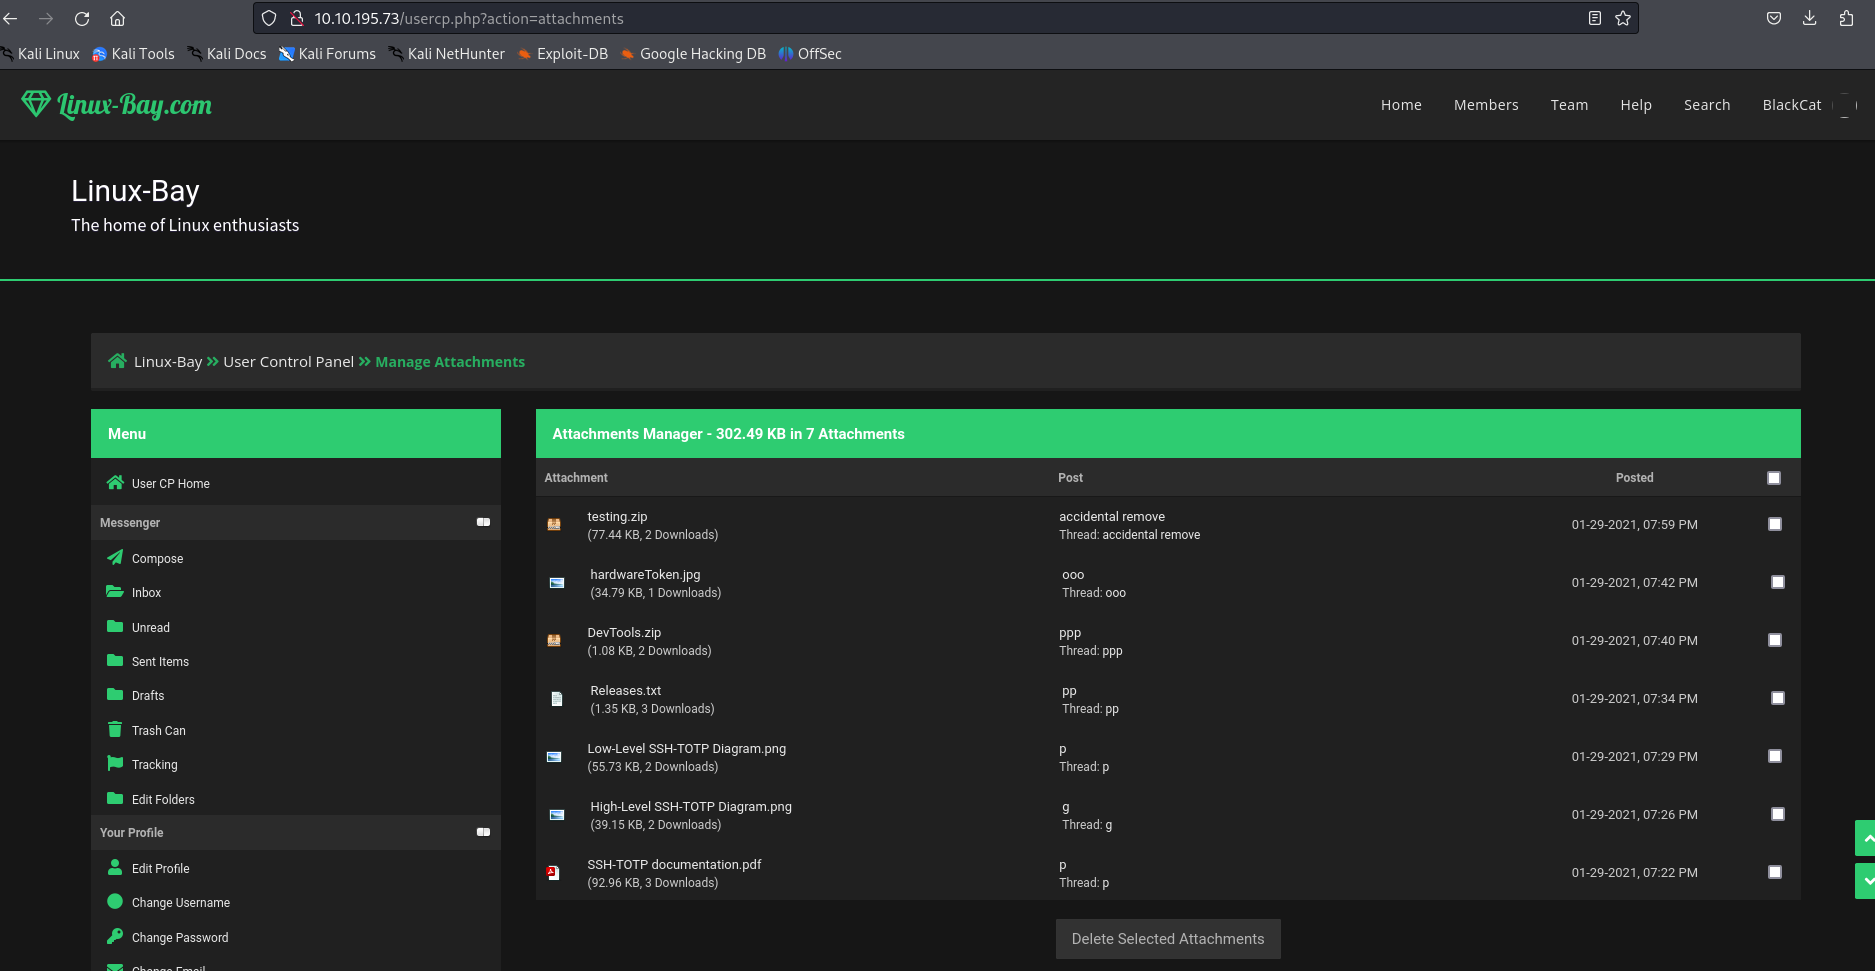 10.10.195.73/usercp.php?action=attachments
Kali Linux Kali Tools Kali Docs Kali Forums Kali NetHunter Exploit-DB Google Hacking DB OffSec
Linux-Bay.com
Home Members Team Help Search BlackCat
Linux-Bay
The home of Linux enthusiasts
Linux-Bay User Control Panel Manage Attachments
Menu
User CP Home
Messenger
Compose
Inbox
Unread
Sent Items
Drafts
Trash Can
Tracking
Edit Folders
Your Profile
Edit Profile
Change Username
Change Password
Change Email
Attachments Manager - 302.49 KB in 7 Attachments
Attachment Post Posted
testing.zip accidental remove
(77.44 KB, 2 Downloads) Thread: accidental remove 01-29-2021, 07:59 PM
hardwareToken.jpg ooo
(34.79 KB, 1 Downloads) Thread: ooo 01-29-2021, 07:42 PM
DevTools.zip ppp
(1.08 KB, 2 Downloads) Thread: ppp 01-29-2021, 07:40 PM
Releases.txt pp
(1.35 KB, 3 Downloads) Thread: pp 01-29-2021, 07:34 PM
Low-Level SSH-TOTP Diagram.png p
(55.73 KB, 2 Downloads) Thread: p 01-29-2021, 07:29 PM
High-Level SSH-TOTP Diagram.png g
(39.15 KB, 2 Downloads) Thread: g 01-29-2021, 07:26 PM
SSH-TOTP documentation.pdf p
(92.96 KB, 3 Downloads) Thread: p 01-29-2021, 07:22 PM
Delete Selected Attachments